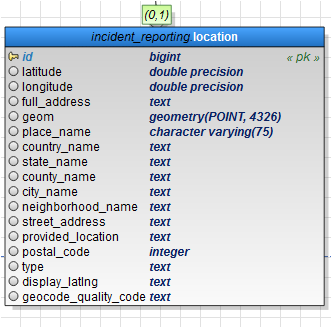 (0,1)
incident_reporting.location
id bigint « pk »
latitude double precision
longitude double precision
full_address text
geom geometry(POINT, 4326)
place_name character varying(75)
country_name text
state_name text
county_name text
city_name text
neighborhood_name text
street_address text
provided_location text
postal_code integer
type text
display_latlng text
geocode_quality_code text